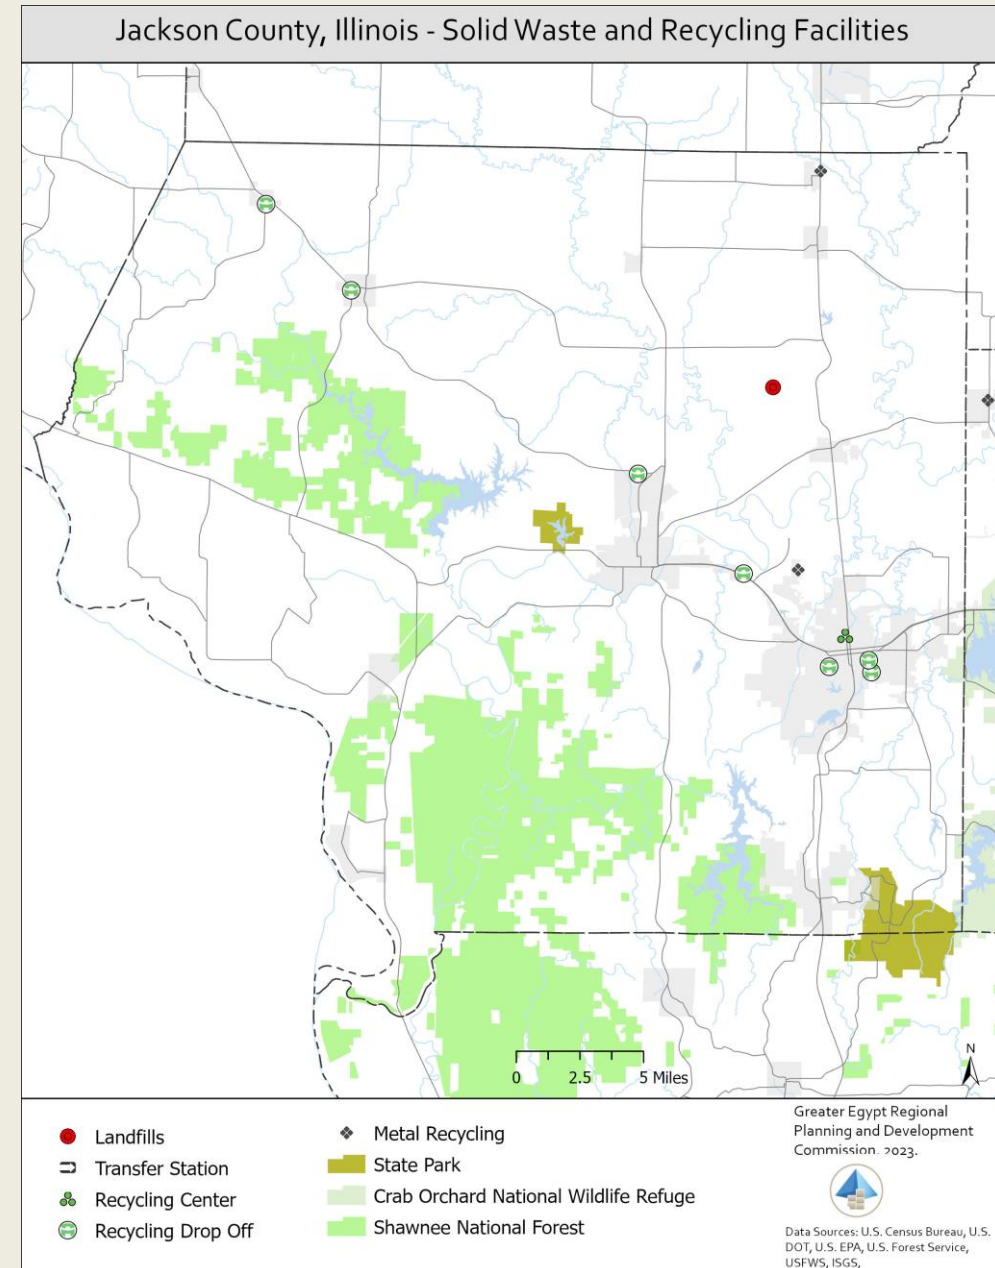 Jackson County, Illinois - Solid Waste and Recycling Facilities
N
0 2.5 5 Miles
Landfills
Transfer Station
Recycling Center
Recycling Drop Off
Metal Recycling
State Park
Crab Orchard National Wildlife Refuge
Shawnee National Forest
Greater Egypt Regional
Planning and Development
Commission, 2023.
Data Sources: U.S. Census Bureau, U.S.
DOT, U.S. EPA, U.S. Forest Service,
USFWS, ISGS,